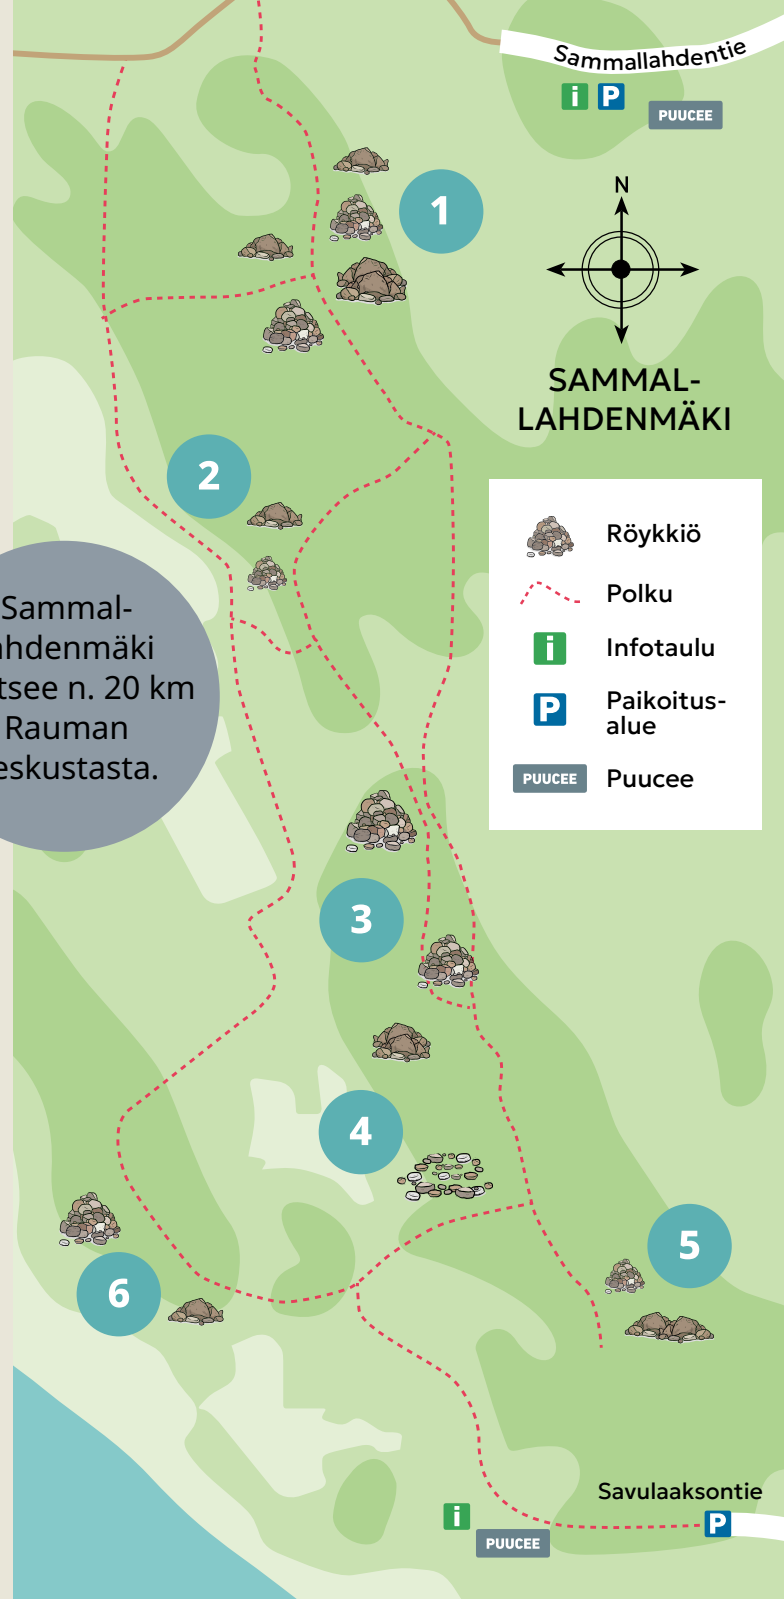 Sammallahdentie
i P
PUUCEE
N
1
SAMMAL-
LAHDENMÄKI
2
Röykkiö
Polku
i Infotaulu
P Paikoitus-
alue
PUUCEE Puucee
Sammal-
ahdenmäki
tsee n. 20 km
Rauman
eskustasta.
3
4
5
6
Savulaaksontie
i P
PUUCEE